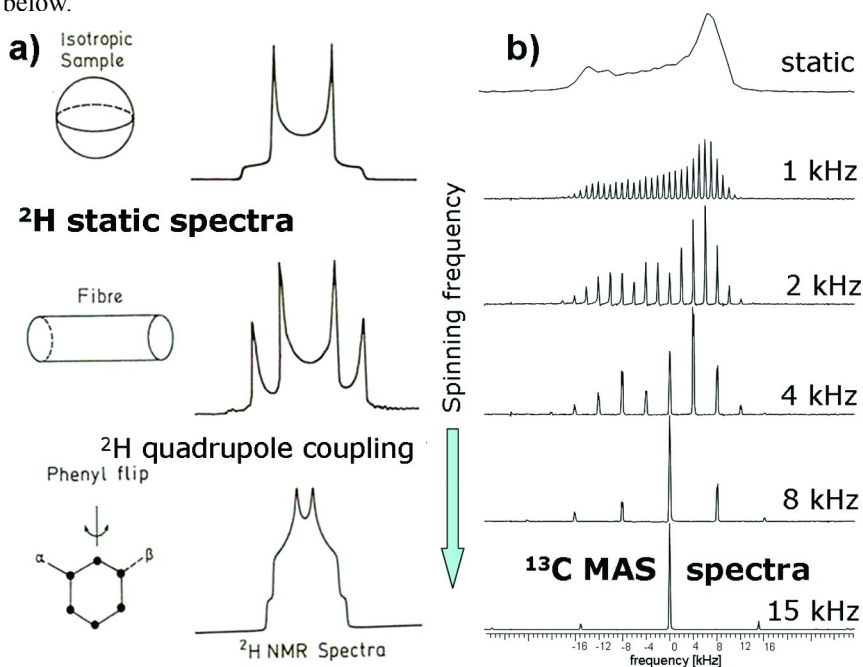 below.
a)
Isotropic
Sample
²H static spectra
Fibre
²H quadrupole coupling
Phenyl flip
α
β
²H NMR Spectra
Spinning frequency
b)
static
1 kHz
2 kHz
4 kHz
8 kHz
¹³C MAS spectra
15 kHz
-16 -12 -8 -4 0 4 8 12 16
frequency [kHz]